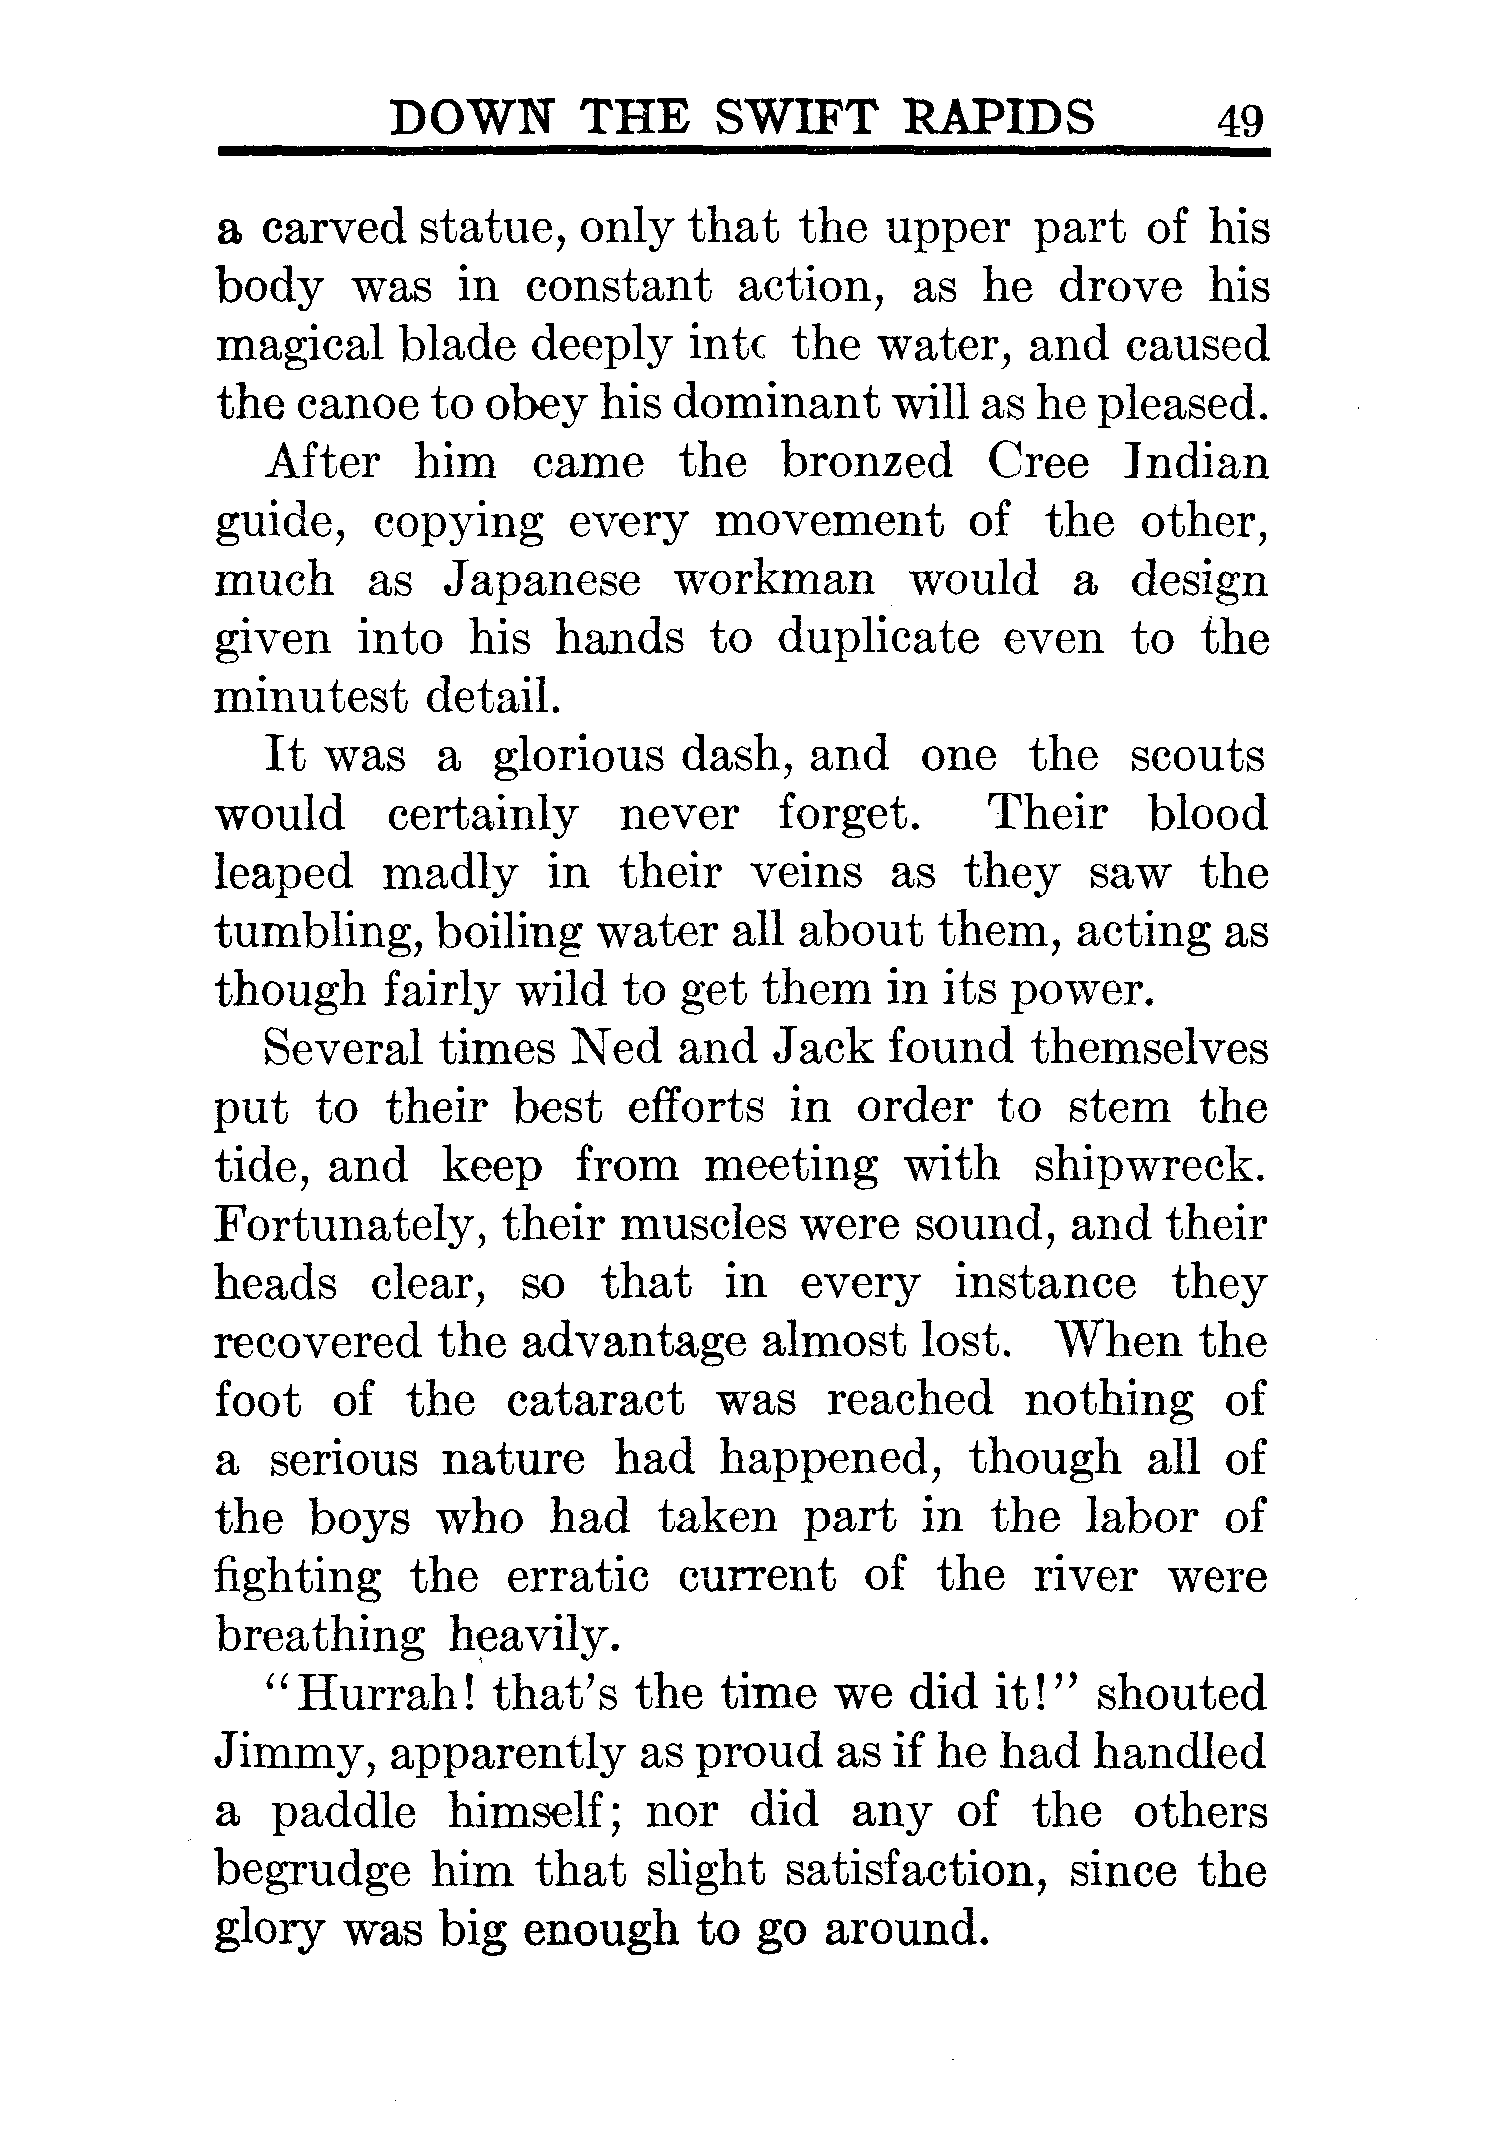 DOWN THE SWIFT RAPIDS 49
a carved statue, only that the upper part of his
body was in constant action, as he drove his
magical blade deeply into the water, and caused
the canoe to obey his dominant will as he pleased.
After him came the bronzed Cree Indian
guide, copying every movement of the other,
much as Japanese workman would a design
given into his hands to duplicate even to the
minutest detail.
It was a glorious dash, and one the scouts
would certainly never forget. Their blood
leaped madly in their veins as they saw the
tumbling, boiling water all about them, acting as
though fairly wild to get them in its power.
Several times Ned and Jack found themselves
put to their best efforts in order to stem the
tide, and keep from meeting with shipwreck.
Fortunately, their muscles were sound, and their
heads clear, so that in every instance they
recovered the advantage almost lost. When the
foot of the cataract was reached nothing of
a serious nature had happened, though all of
the boys who had taken part in the labor of
fighting the erratic current of the river were
breathing heavily.
"Hurrah! that's the time we did it!" shouted
Jimmy, apparently as proud as if he had handled
a paddle himself; nor did any of the others
begrudge him that slight satisfaction, since the
glory was big enough to go around.